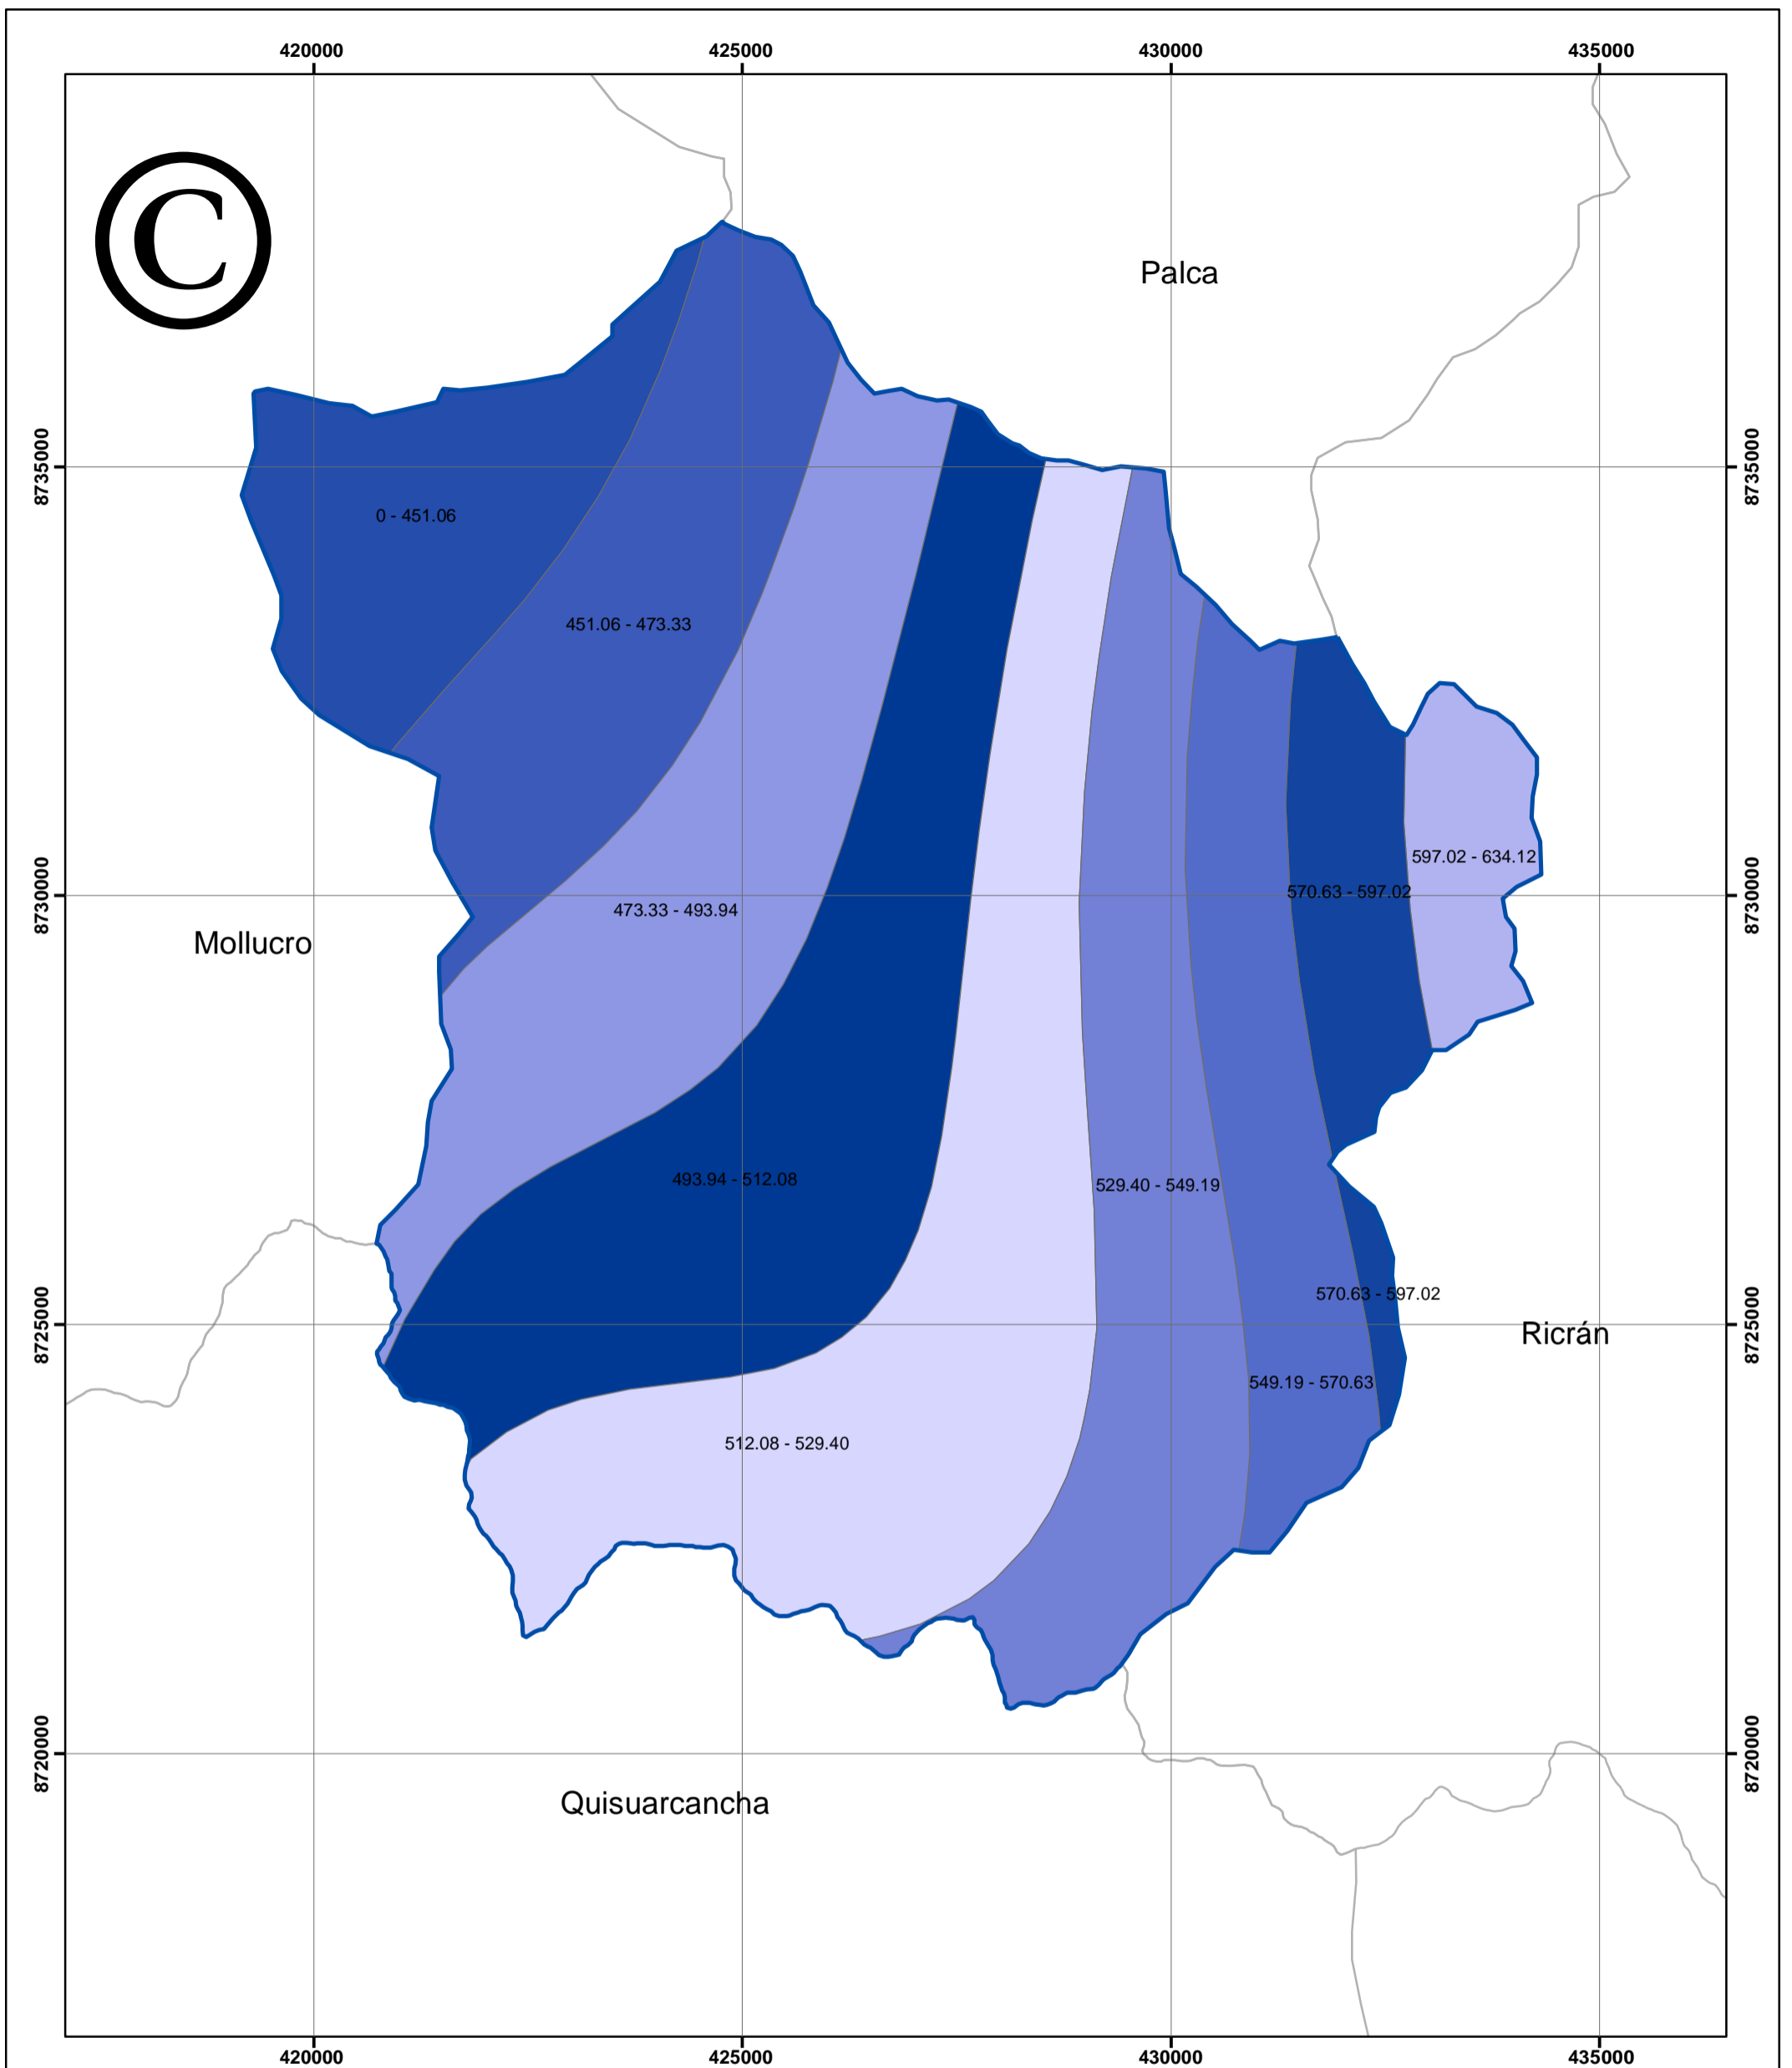 420000 425000 430000 435000
©
Palca
8735000 8735000
0 - 451.06
451.06 - 473.33
597.02 - 634.12
570.63 - 597.02
8730000 8730000
473.33 - 493.94
Mollucro
493.94 - 512.08
529.40 - 549.19
570.63 - 597.02
8725000 8725000
Ricrán
549.19 - 570.63
512.08 - 529.40
8720000 8720000
Quisuarcancha
420000 425000 430000 435000